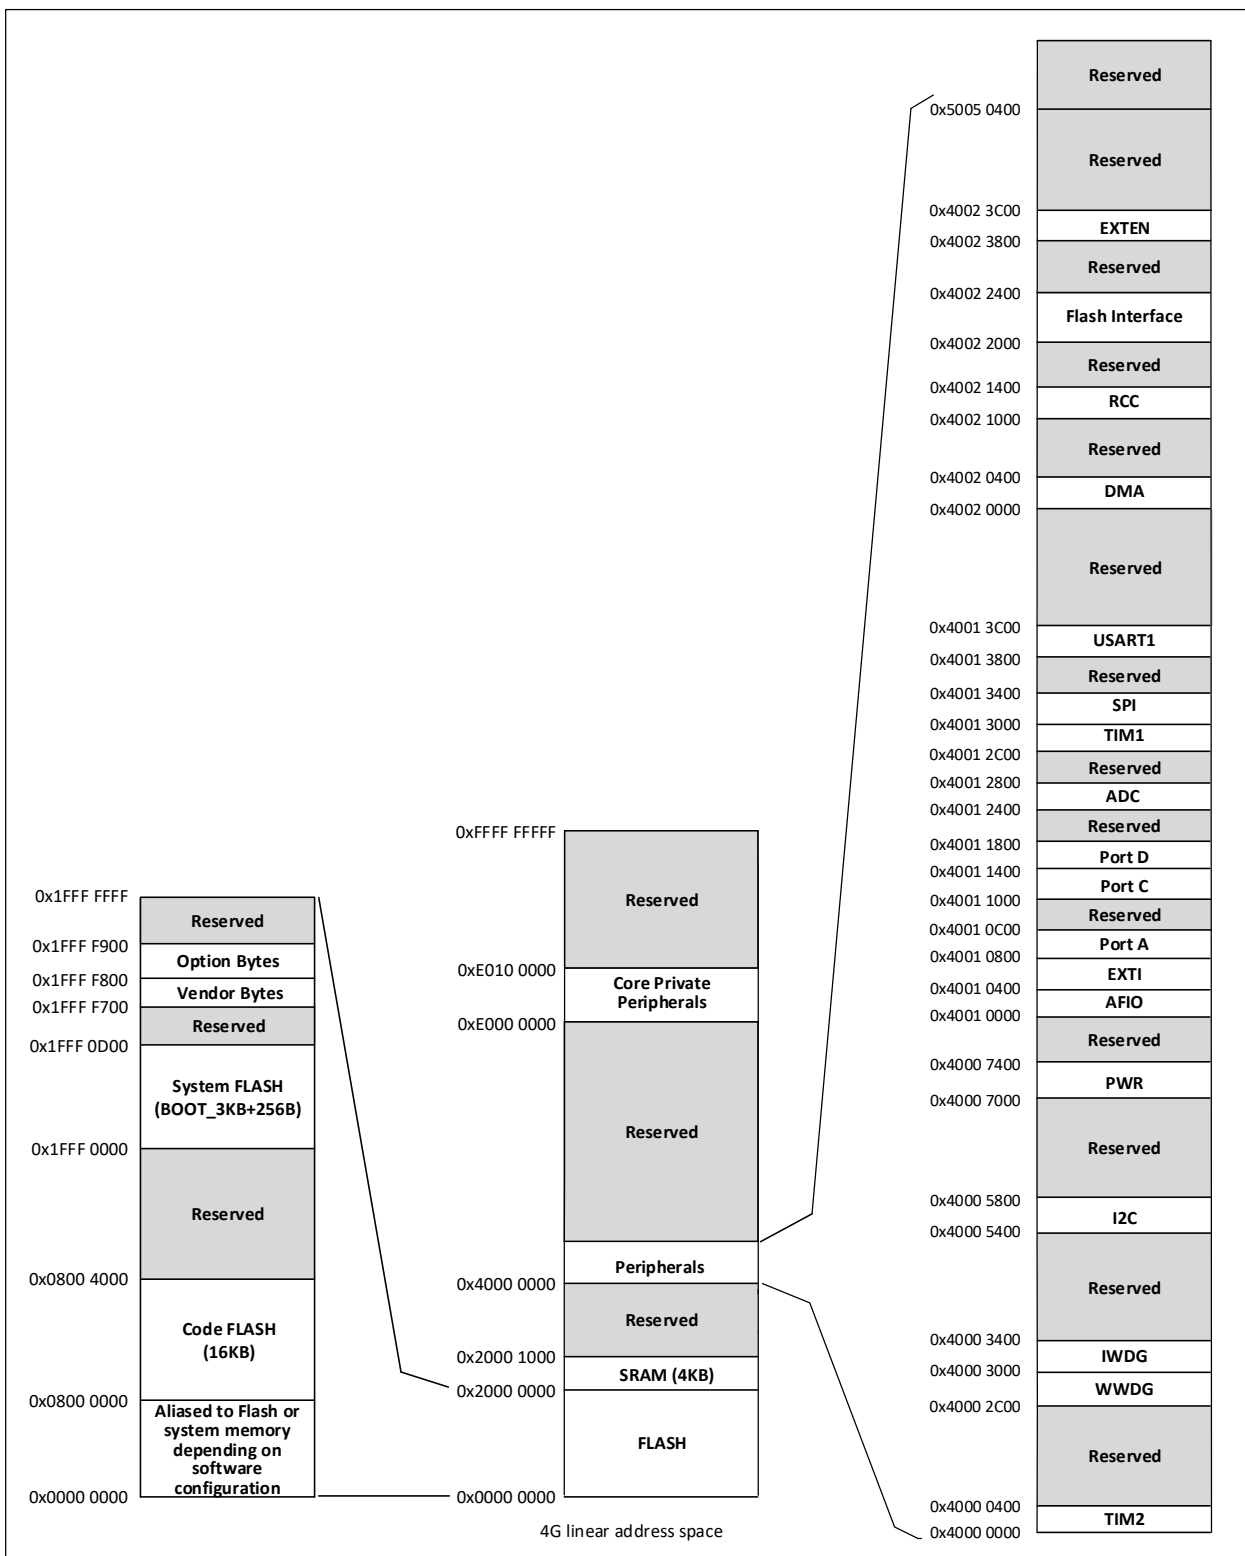 0x1FFF FFFF
Reserved
0x1FFF F900
Option Bytes
0x1FFF F800
Vendor Bytes
0x1FFF F700
Reserved
0x1FFF 0D00
System FLASH
(BOOT_3KB+256B)
0x1FFF 0000
Reserved
0x0800 4000
Code FLASH
(16KB)
0x0800 0000
Aliased to Flash or
system memory
depending on
software
configuration
0x0000 0000
0xFFFF FFFFF
Reserved
0xE010 0000
Core Private
Peripherals
0xE000 0000
Reserved
Peripherals
0x4000 0000
Reserved
0x2000 1000
SRAM (4KB)
0x2000 0000
FLASH
0x0000 0000
4G linear address space
Reserved
0x5005 0400
Reserved
0x4002 3C00
EXTEN
0x4002 3800
Reserved
0x4002 2400
Flash Interface
0x4002 2000
Reserved
0x4002 1400
RCC
0x4002 1000
Reserved
0x4002 0400
DMA
0x4002 0000
Reserved
0x4001 3C00
USART1
0x4001 3800
Reserved
0x4001 3400
SPI
0x4001 3000
TIM1
0x4001 2C00
Reserved
0x4001 2800
ADC
0x4001 2400
Reserved
0x4001 1800
Port D
0x4001 1400
Port C
0x4001 1000
Reserved
0x4001 0C00
Port A
0x4001 0800
EXTI
0x4001 0400
AFIO
0x4001 0000
Reserved
0x4000 7400
PWR
0x4000 7000
Reserved
0x4000 5800
I2C
0x4000 5400
Reserved
0x4000 3400
IWDG
0x4000 3000
WWDG
0x4000 2C00
Reserved
0x4000 0400
TIM2
0x4000 0000